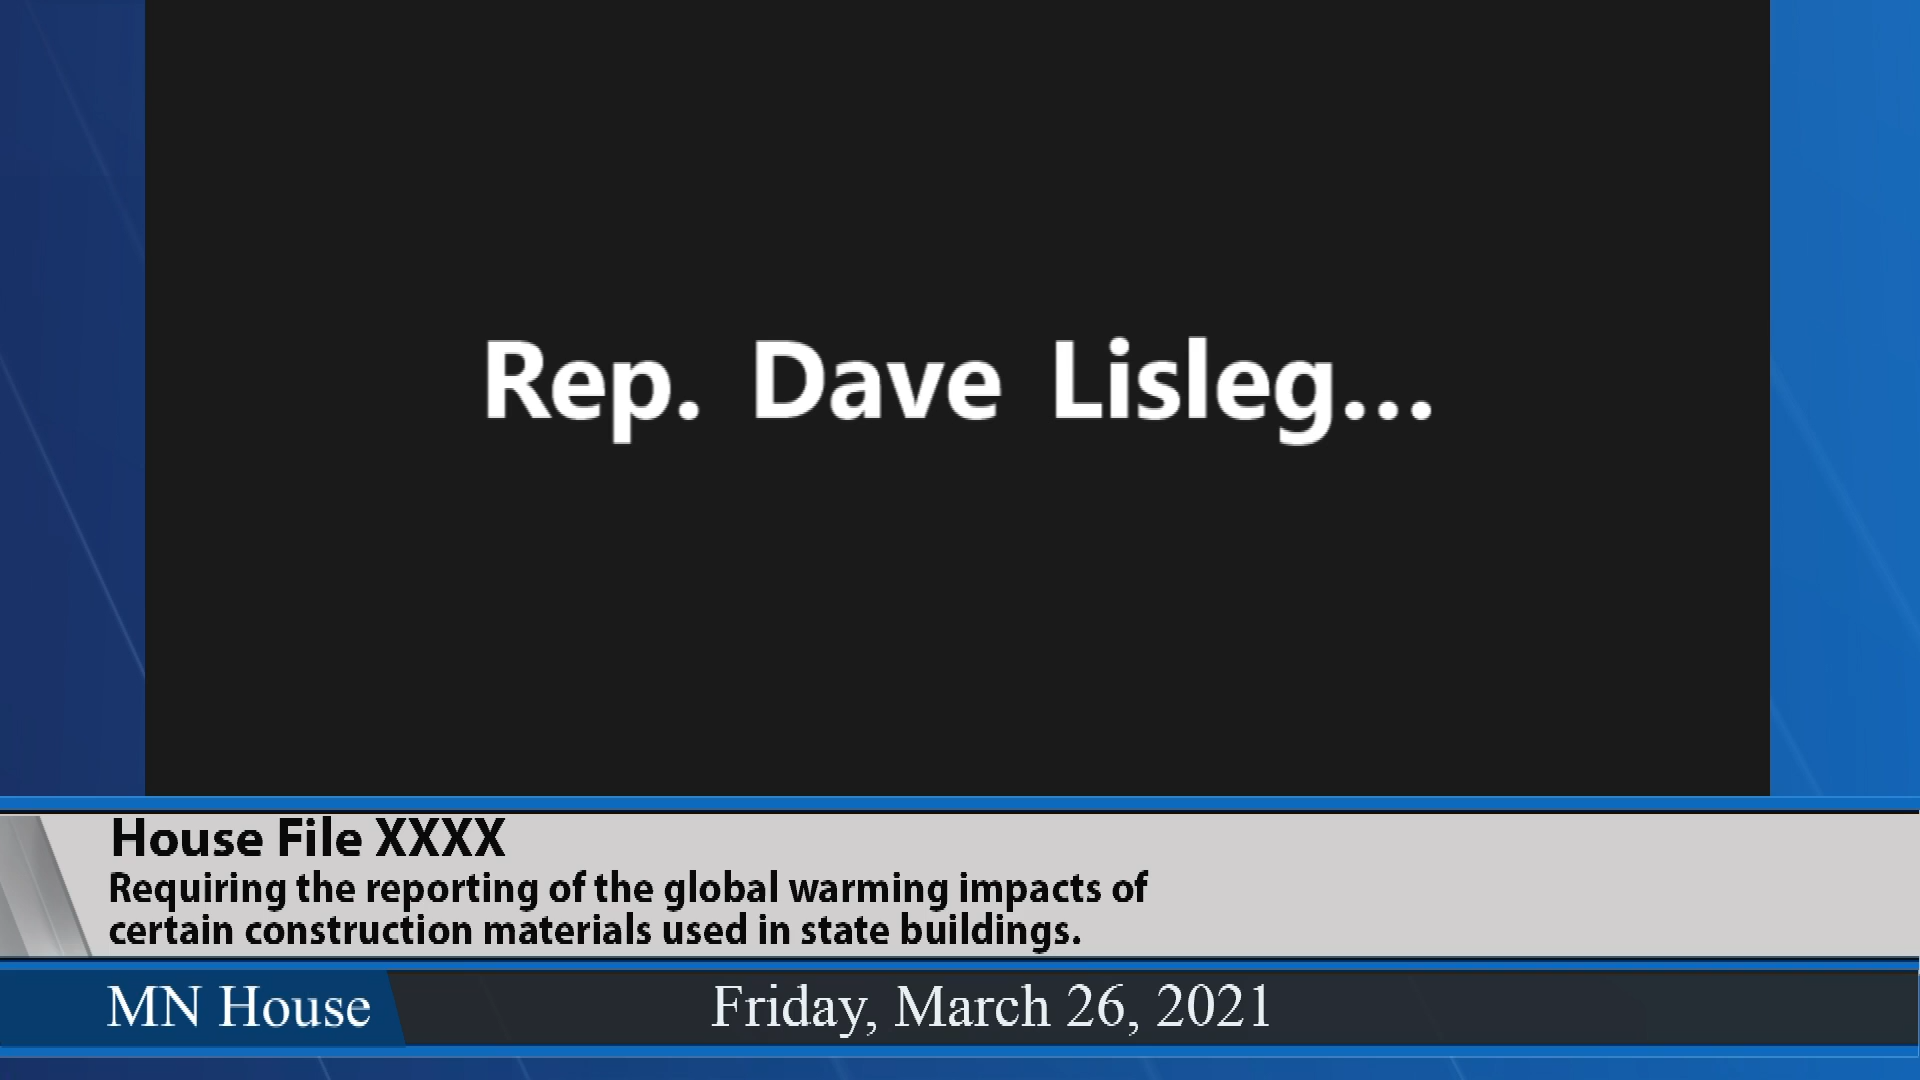 Rep. Dave Lisleg...
House File XXXX
Requiring the reporting of the global warming impacts of
certain construction materials used in state buildings.
MN House
Friday, March 26, 2021